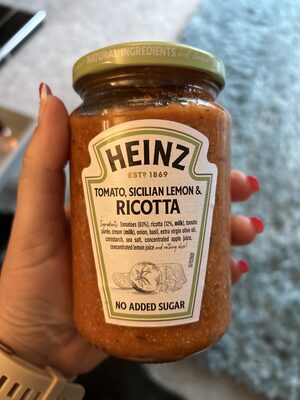 NATURAL INGREDIENTS
HEINZ
ESTD 1869
TOMATO, SICILIAN LEMON &
RICOTTA
Ingredients: Tomatoes (63%), ricotta (12%, milk), tomato
purée, cream (milk), onion, basil, extra virgin olive oil,
cornstarch, sea salt, concentrated apple juice,
concentrated lemon juice and nothing else!
NO ADDED SUGAR